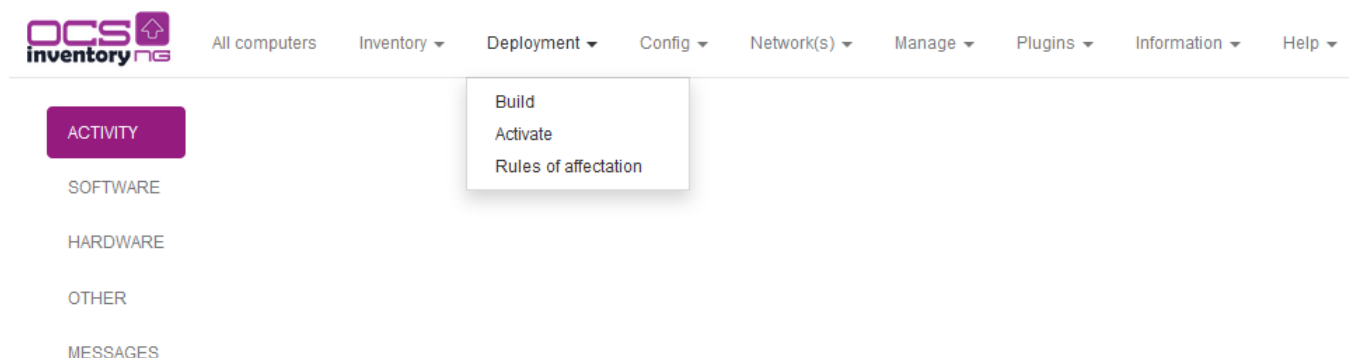 OCS
inventory NG
All computers Inventory Deployment Config Network(s) Manage Plugins Information Help
Build
Activate
Rules of affectation
ACTIVITY
SOFTWARE
HARDWARE
OTHER
MESSAGES